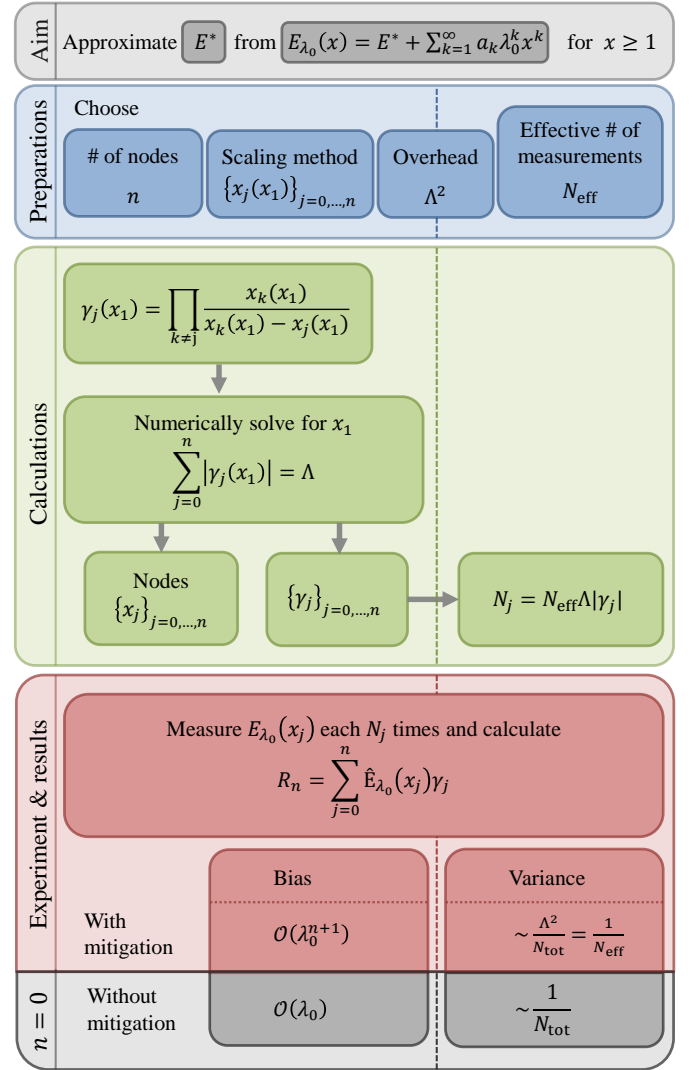 Aim
Approximate E* from E_{λ_0}(x) = E* + ∑_{k=1}^{∞} a_k λ_0^k x^k for x ≥ 1
Preparations
Choose
# of nodes
n
Scaling method
{x_j(x_1)}_{j=0,…,n}
Overhead
Λ^2
Effective # of
measurements
N_eff
Calculations
γ_j(x_1) = ∏_{k≠j} x_k(x_1) / (x_k(x_1) − x_j(x_1))
Numerically solve for x_1
∑_{j=0}^{n} |γ_j(x_1)| = Λ
Nodes
{x_j}_{j=0,…,n}
{γ_j}_{j=0,…,n}
N_j = N_eff Λ|γ_j|
Experiment & results
Measure E_{λ_0}(x_j) each N_j times and calculate
R_n = ∑_{j=0}^{n} Ê_{λ_0}(x_j)γ_j
Bias
Variance
With
mitigation
O(λ_0^{n+1})
~ Λ^2/N_tot = 1/N_eff
n = 0
Without
mitigation
O(λ_0)
~ 1/N_tot